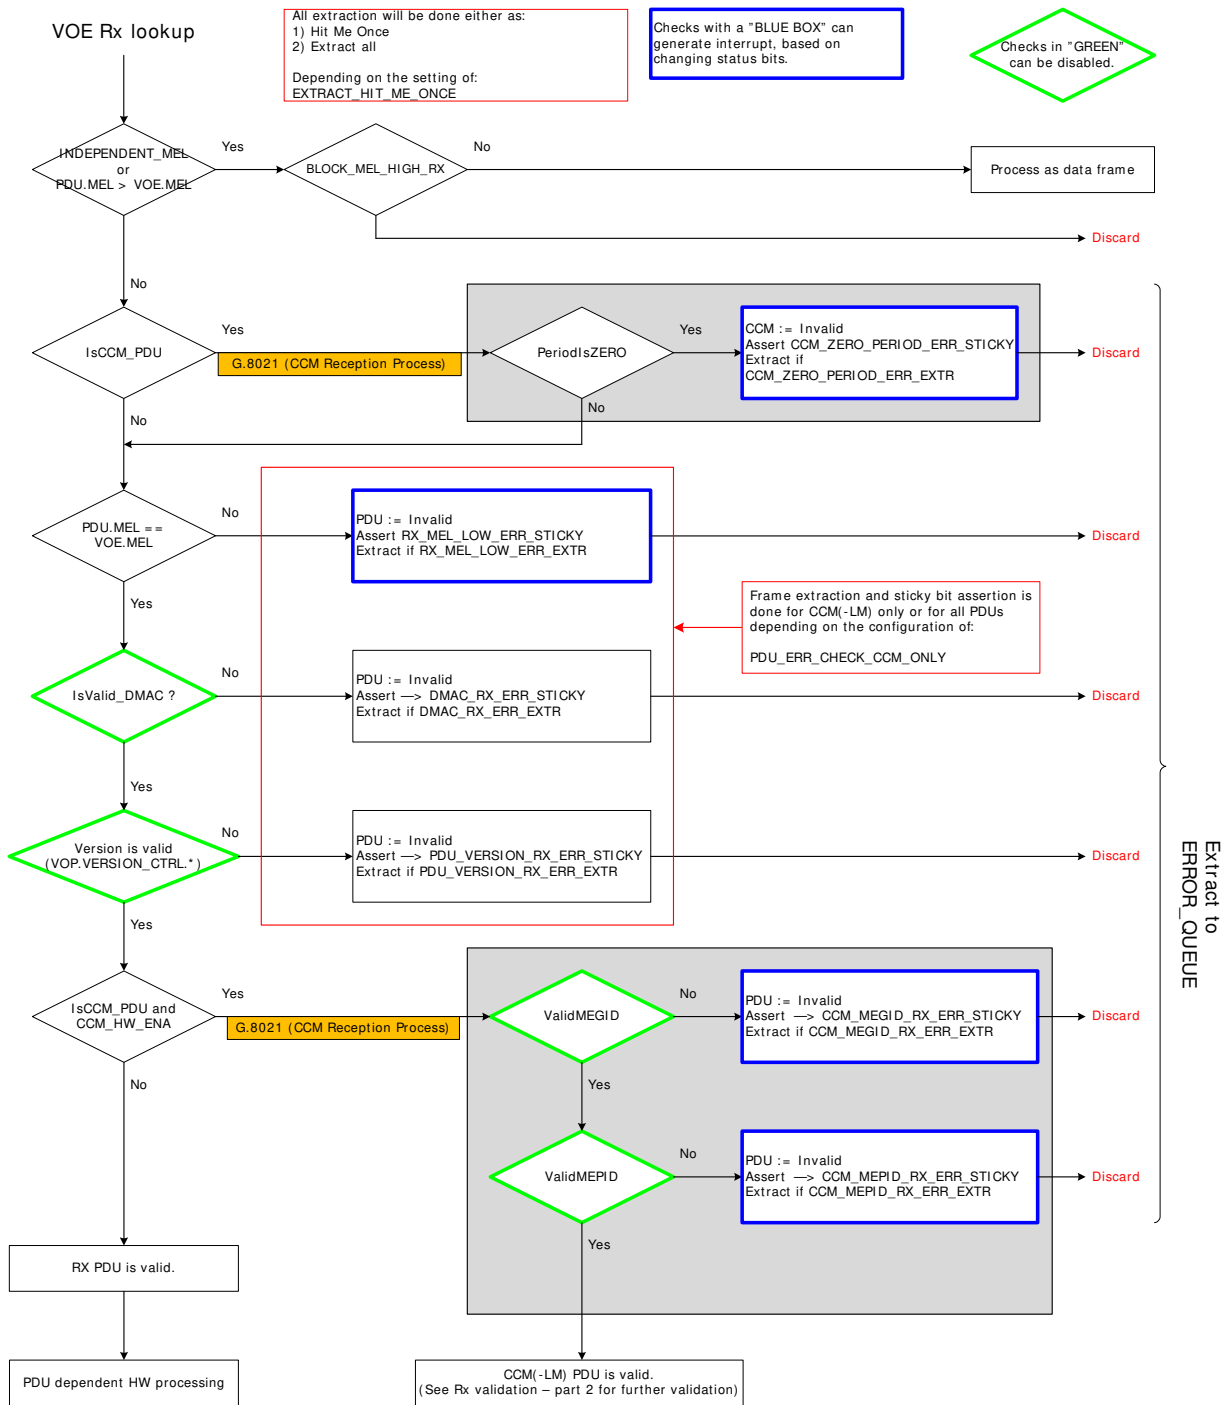 VOE Rx lookup
All extraction will be done either as:
1) Hit Me Once
2) Extract all
Depending on the setting of:
EXTRACT_HIT_ME_ONCE
Checks with a "BLUE BOX" can
generate interrupt, based on
changing status bits.
Checks in "GREEN"
can be disabled.
INDEPENDENT_MEL
or
PDU.MEL > VOE.MEL
Yes
BLOCK_MEL_HIGH_RX
No
Process as data frame
Discard
No
IsCCM_PDU
Yes
G.8021 (CCM Reception Process)
PeriodIsZERO
Yes
CCM := Invalid
Assert CCM_ZERO_PERIOD_ERR_STICKY
Extract if
CCM_ZERO_PERIOD_ERR_EXTR
Discard
No
No
PDU.MEL ==
VOE.MEL
No
PDU := Invalid
Assert RX_MEL_LOW_ERR_STICKY
Extract if RX_MEL_LOW_ERR_EXTR
Discard
Yes
Frame extraction and sticky bit assertion is
done for CCM(-LM) only or for all PDUs
depending on the configuration of:
PDU_ERR_CHECK_CCM_ONLY
IsValid_DMAC ?
No
PDU := Invalid
Assert —> DMAC_RX_ERR_STICKY
Extract if DMAC_RX_ERR_EXTR
Discard
Yes
Version is valid
(VOP.VERSION_CTRL.*)
No
PDU := Invalid
Assert —> PDU_VERSION_RX_ERR_STICKY
Extract if PDU_VERSION_RX_ERR_EXTR
Discard
Extract to
ERROR_QUEUE
Yes
IsCCM_PDU and
CCM_HW_ENA
Yes
G.8021 (CCM Reception Process)
ValidMEGID
No
PDU := Invalid
Assert —> CCM_MEGID_RX_ERR_STICKY
Extract if CCM_MEGID_RX_ERR_EXTR
Discard
No
Yes
ValidMEPID
No
PDU := Invalid
Assert —> CCM_MEPID_RX_ERR_STICKY
Extract if CCM_MEPID_RX_ERR_EXTR
Discard
Yes
RX PDU is valid.
PDU dependent HW processing
CCM(-LM) PDU is valid.
(See Rx validation – part 2 for further validation)